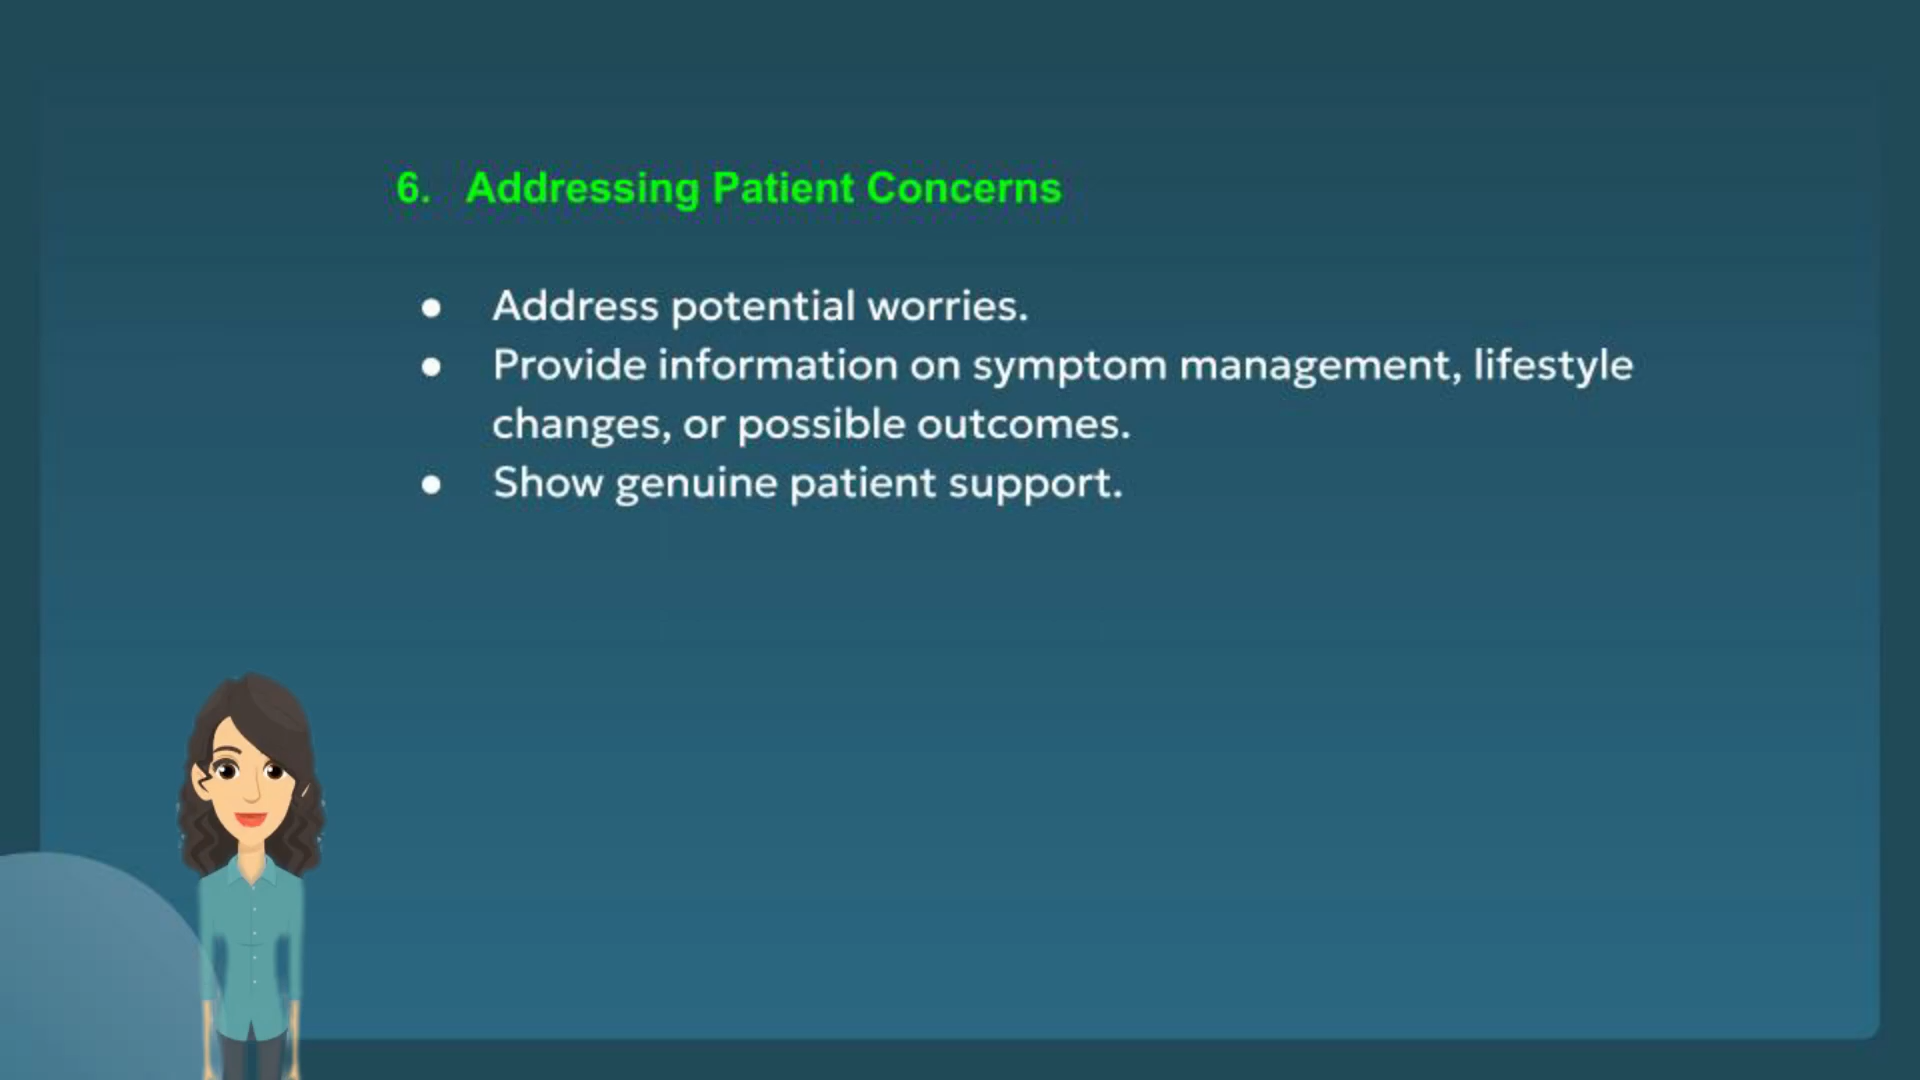 6. Addressing Patient Concerns
● Address potential worries.
● Provide information on symptom management, lifestyle
changes, or possible outcomes.
● Show genuine patient support.